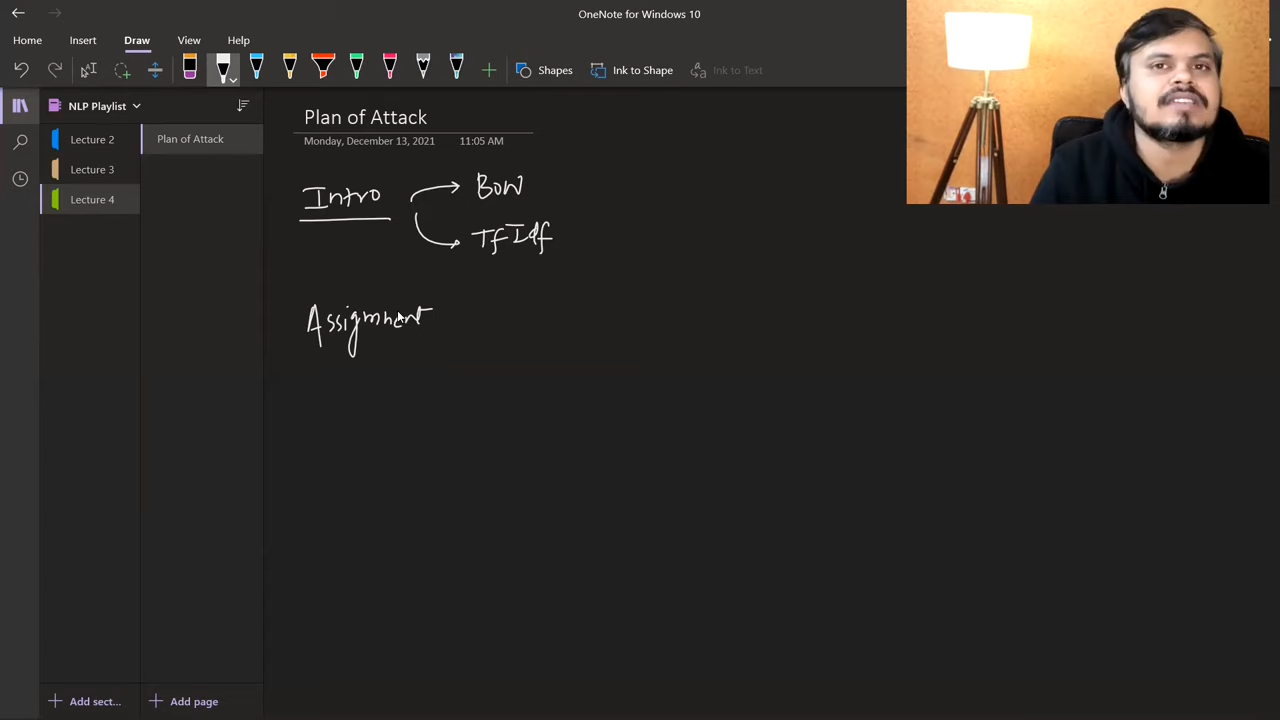 OneNote for Windows 10
Home Insert Draw View Help
Shapes Ink to Shape Ink to Text
NLP Playlist
Plan of Attack
Lecture 2
Lecture 3
Lecture 4
Plan of Attack
Monday, December 13, 2021 11:05 AM
Intro
BOW
TfIdf
Assignment
Add sect...
Add page